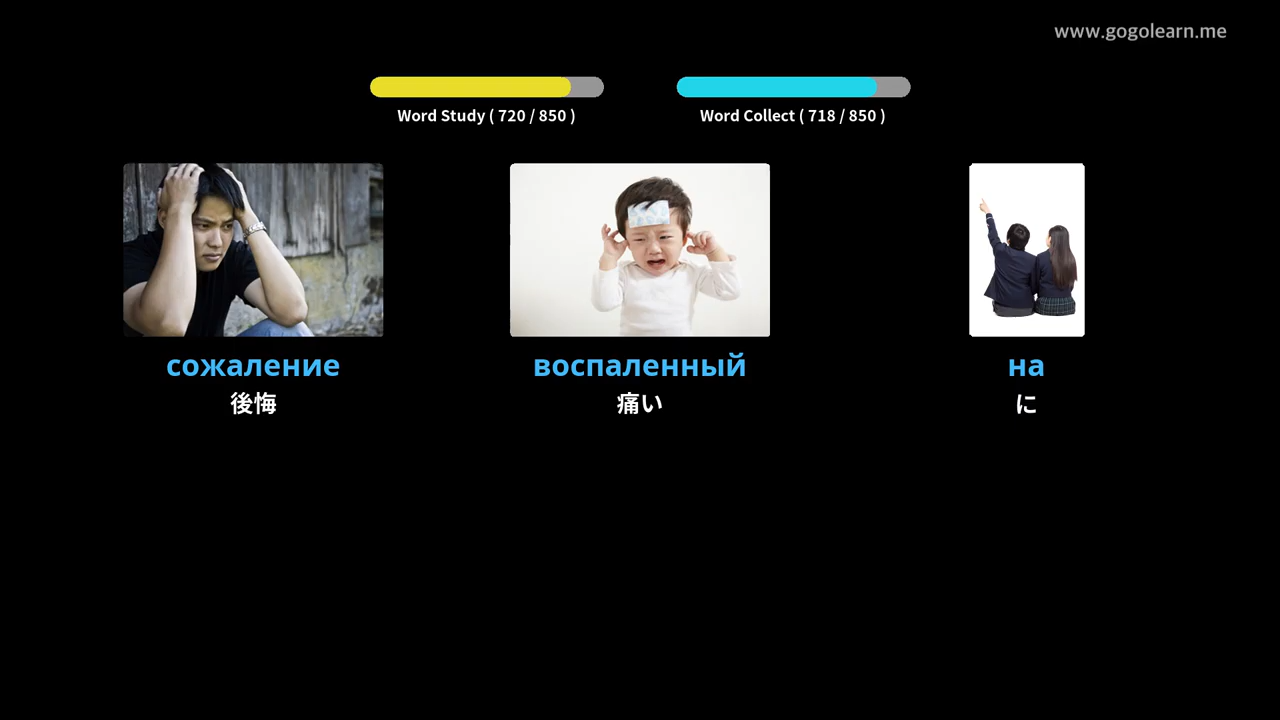 www.gogolearn.me
Word Study ( 720 / 850 )
Word Collect ( 718 / 850 )
сожаление
後悔
воспаленный
痛い
на
に